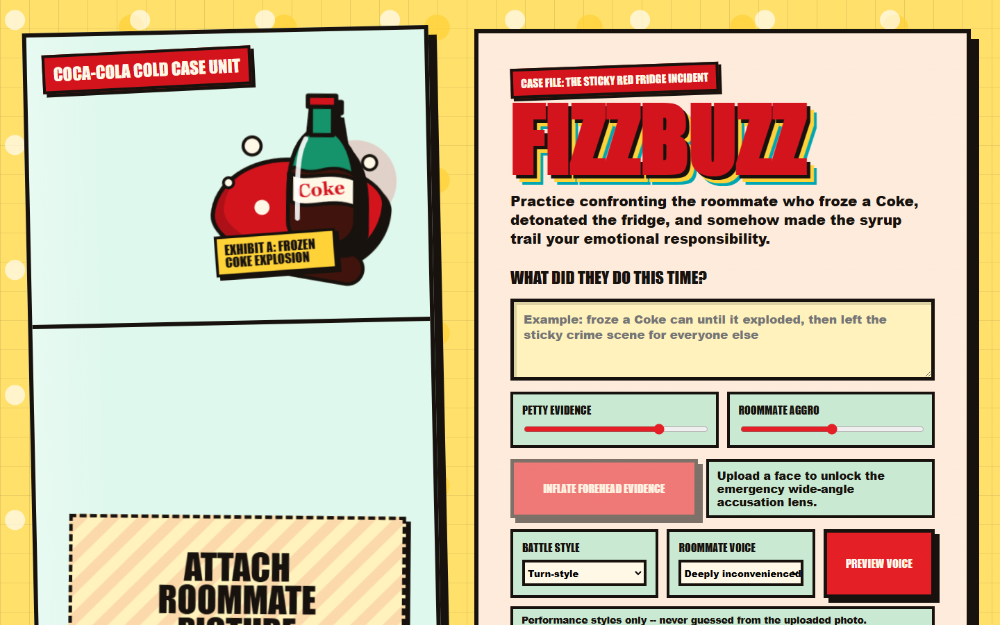 COCA-COLA COLD CASE UNIT
Coke
EXHIBIT A: FROZEN
COKE EXPLOSION
ATTACH
ROOMMATE
PICTURE
CASE FILE: THE STICKY RED FRIDGE INCIDENT
FIZZBUZZ
Practice confronting the roommate who froze a Coke,
detonated the fridge, and somehow made the syrup
trail your emotional responsibility.
WHAT DID THEY DO THIS TIME?
Example: froze a Coke can until it exploded, then left the
sticky crime scene for everyone else
PETTY EVIDENCE
ROOMMATE AGGRO
INFLATE FOREHEAD EVIDENCE
Upload a face to unlock the
emergency wide-angle
accusation lens.
BATTLE STYLE
Turn-style
ROOMMATE VOICE
Deeply inconvenienced
PREVIEW VOICE
Performance styles only -- never guessed from the uploaded photo.